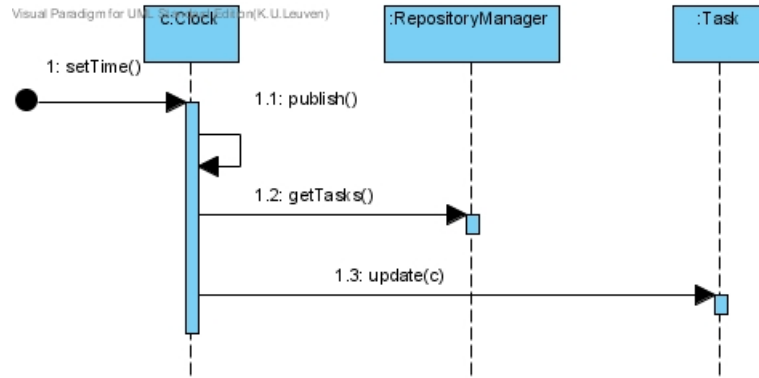 Visual Paradigm for UML Standard Edition(K.U.Leuven)
c:Clock
:RepositoryManager
:Task
1: setTime()
1.1: publish()
1.2: getTasks()
1.3: update(c)